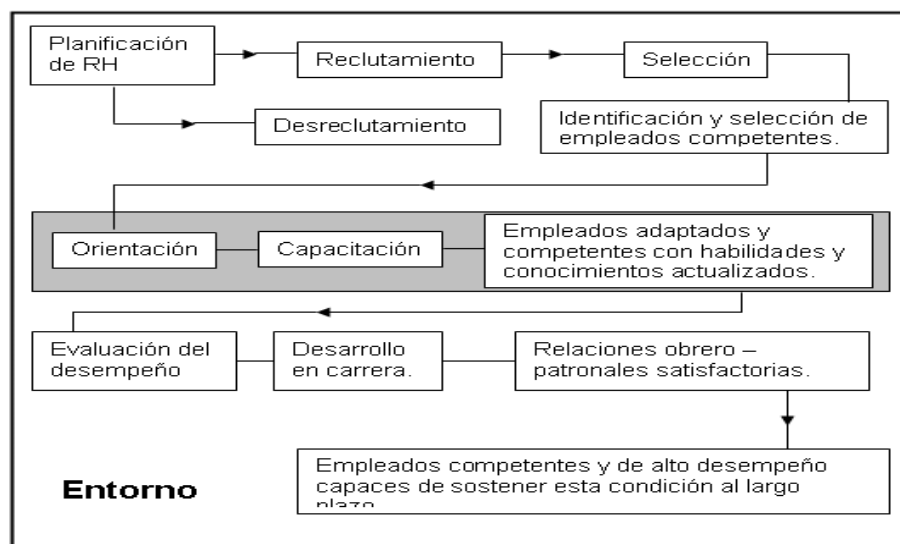 Planificación
de RH
Reclutamiento
Selección
Desreclutamiento
Identificación y selección de
empleados competentes.
Orientación
Capacitación
Empleados adaptados y
competentes con habilidades y
conocimientos actualizados.
Evaluación del
desempeño
Desarrollo
en carrera.
Relaciones obrero –
patronales satisfactorias.
Empleados competentes y de alto desempeño
capaces de sostener esta condición al largo
plazo
Entorno